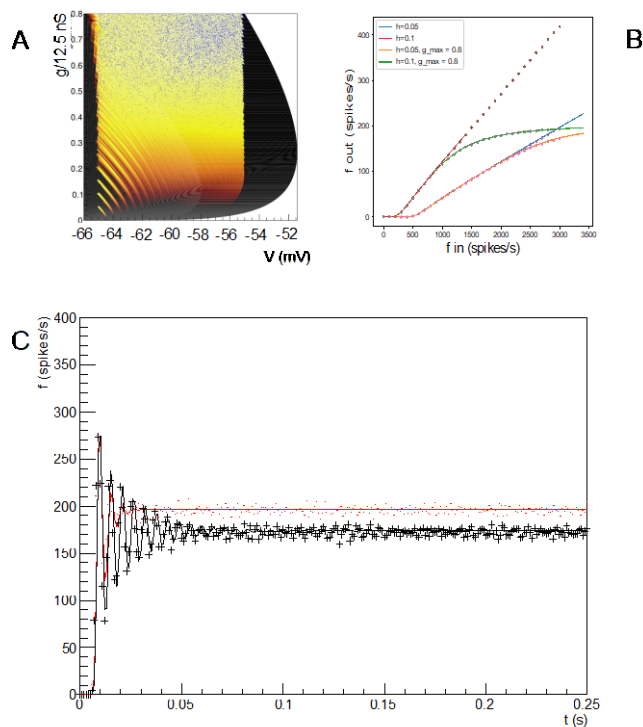 A
g/12.5 nS
0.8
0.7
0.6
0.5
0.4
0.3
0.2
0.1
0
-66 -64 -62 -60 -58 -56 -54 -52
V (mV)
B
f out (spikes/s)
400
300
200
100
0
h=0.05
h=0.1
h=0.05, g_max = 0.8
h=0.1, g_max = 0.8
0 500 1000 1500 2000 2500 3000 3500
f in (spikes/s)
C
f (spikes/s)
400
350
300
250
200
150
100
50
0
0 0.05 0.1 0.15 0.2 0.25
t (s)